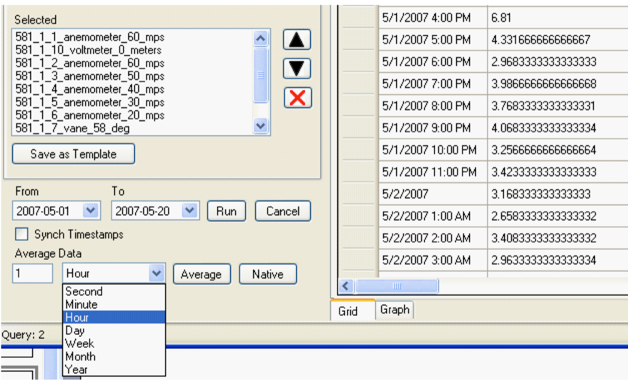 Selected
581_1_1_anemometer_60_mps
581_1_10_voltmeter_0_meters
581_1_2_anemometer_60_mps
581_1_3_anemometer_50_mps
581_1_4_anemometer_40_mps
581_1_5_anemometer_30_mps
581_1_6_anemometer_20_mps
581_1_7_vane_58_deg
Save as Template
From To
2007-05-01 2007-05-20 Run Cancel
Synch Timestamps
Average Data
1 Hour Average Native
Second
Minute
Hour
Day
Week
Month
Year
Query: 2
5/1/2007 4:00 PM 6.81
5/1/2007 5:00 PM 4.331666666666667
5/1/2007 6:00 PM 2.9683333333333333
5/1/2007 7:00 PM 3.9866666666666668
5/1/2007 8:00 PM 3.7683333333333331
5/1/2007 9:00 PM 4.0683333333333334
5/1/2007 10:00 PM 3.2566666666666664
5/1/2007 11:00 PM 3.4233333333333333
5/2/2007 3.168333333333333
5/2/2007 1:00 AM 2.6583333333333332
5/2/2007 2:00 AM 3.4083333333333332
5/2/2007 3:00 AM 2.9633333333333334
Grid Graph